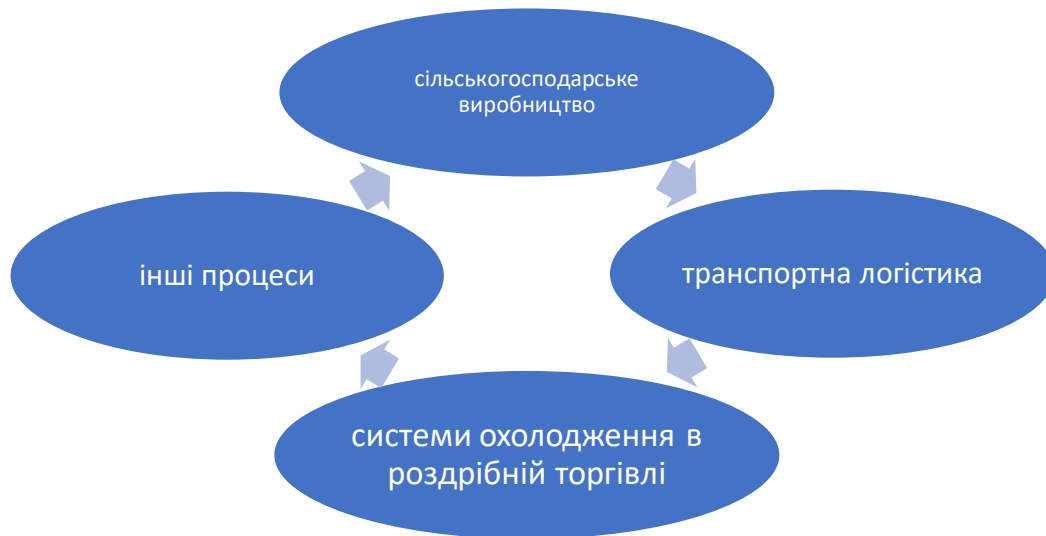 сільськогосподарське
виробництво
інші процеси
транспортна логістика
системи охолодження в
роздрібній торгівлі